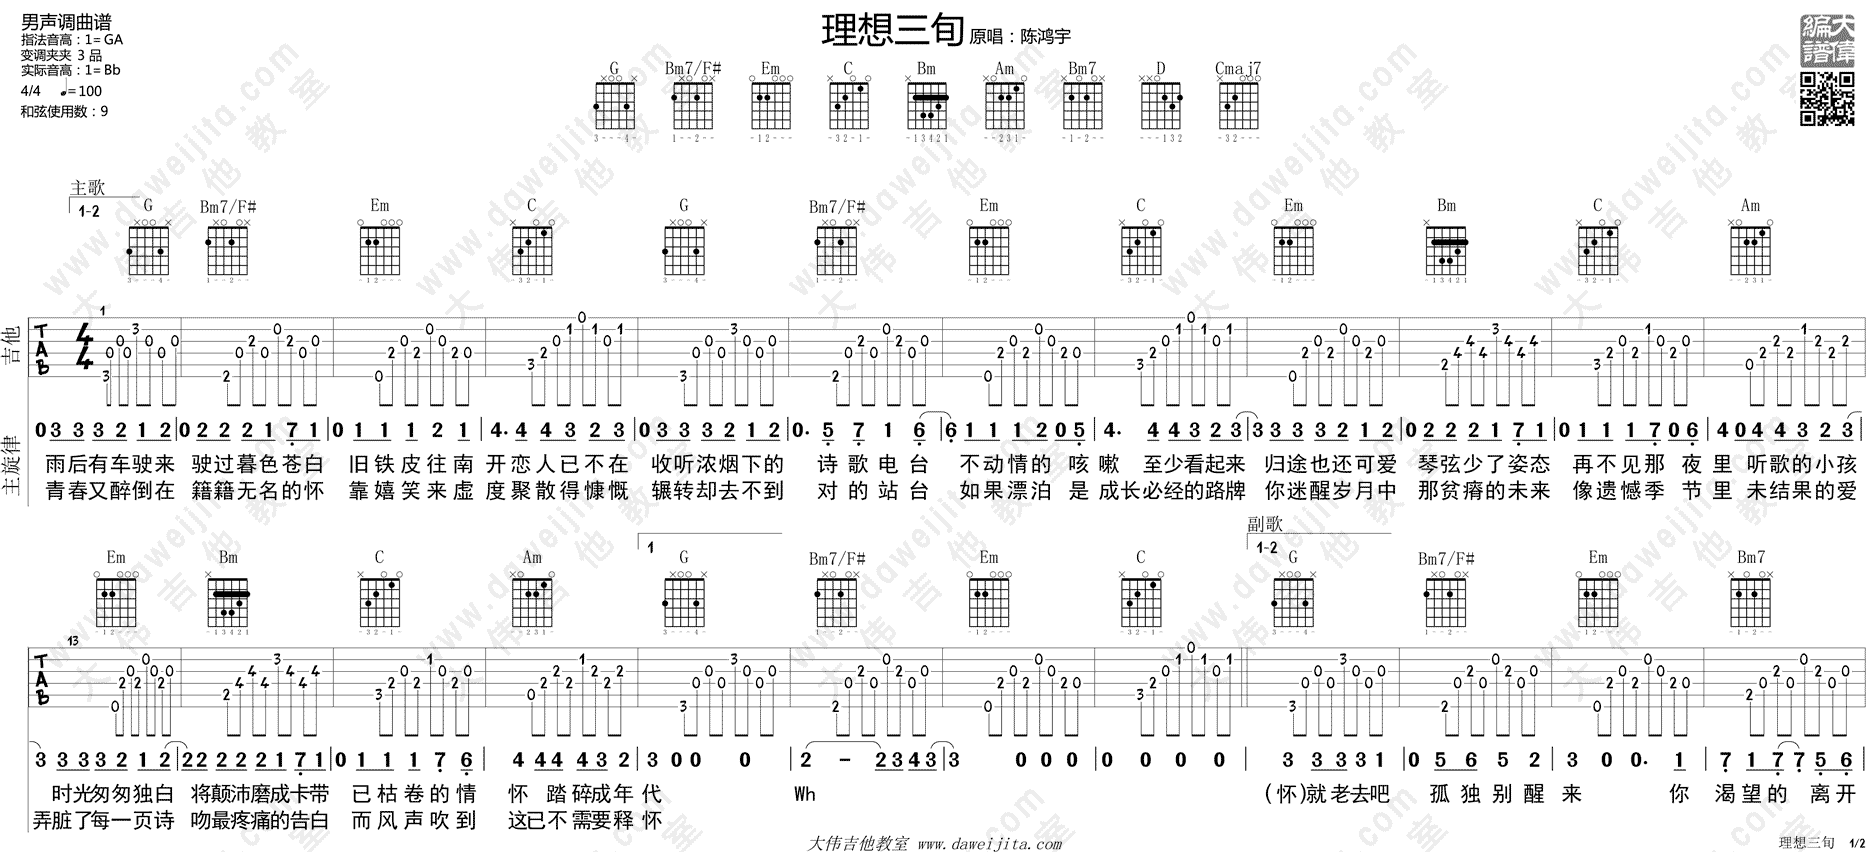 理想三旬 原唱：陈鸿宇
男声调曲谱
指法音高：1=GA
变调夹夹 3 品
实际音高：1=Bb
4/4 ♩=100
和弦使用数：9
大偉編譜
G Bm7/F# Em C Bm Am Bm7 D Cmaj7
主歌
1-2
G Bm7/F# Em C G Bm7/F# Em C Em Bm C Am
1
吉他
TAB 4/4
主旋律
0 3 3 3 2 1 2 | 0 2 2 2 1 7 1 | 0 1 1 1 2 1 | 4. 4 4 3 2 3 | 0 3 3 3 2 1 2 | 0. 5 7 1 6 | 6 1 1 1 2 0 5 | 4. 4 4 3 2 3 | 3 3 3 3 2 1 2 | 0 2 2 2 1 7 1 | 0 1 1 1 7 0 6 | 4 0 4 4 3 2 3
雨后有车驶来 驶过暮色苍白 旧铁皮往南 开恋人已不在 收听浓烟下的 诗歌电台 不动情的 咳 嗽 至少看起来 归途也还可爱 琴弦少了姿态 再不见那 夜 里 听歌的小孩
青春又醉倒在 籍籍无名的怀 靠嬉笑来虚 度聚散得慷慨 辗转却去不到 对的站台 如果漂泊 是 成长必经的路牌 你迷醒岁月中 那贫瘠的未来 像遗憾季 节 里 未结果的爱
副歌
Em Bm C Am 1 G Bm7/F# Em C 1-2 G Bm7/F# Em Bm7
13
TAB
3 3 3 3 2 1 2 | 2 2 2 2 2 1 7 1 | 0 1 1 1 7 6 | 4 4 4 4 4 3 2 | 3 0 0 0 | 2 - 2 3 4 3 | 3 0 0 0 | 0 0 0 0 | 3 3 3 3 1 | 0 5 6 5 2 | 3 0 0. 1 | 7 1 7 7 5 6
时光匆匆独白 将颠沛磨成卡带 已枯卷的情 怀 踏碎成年代 Wh (怀)就老去吧 孤独别醒来 你 渴望的 离开
弄脏了每一页诗 吻最疼痛的告白 而风声吹到 这已不需要释怀
大伟吉他教室 www.daweijita.com
理想三旬 1/2